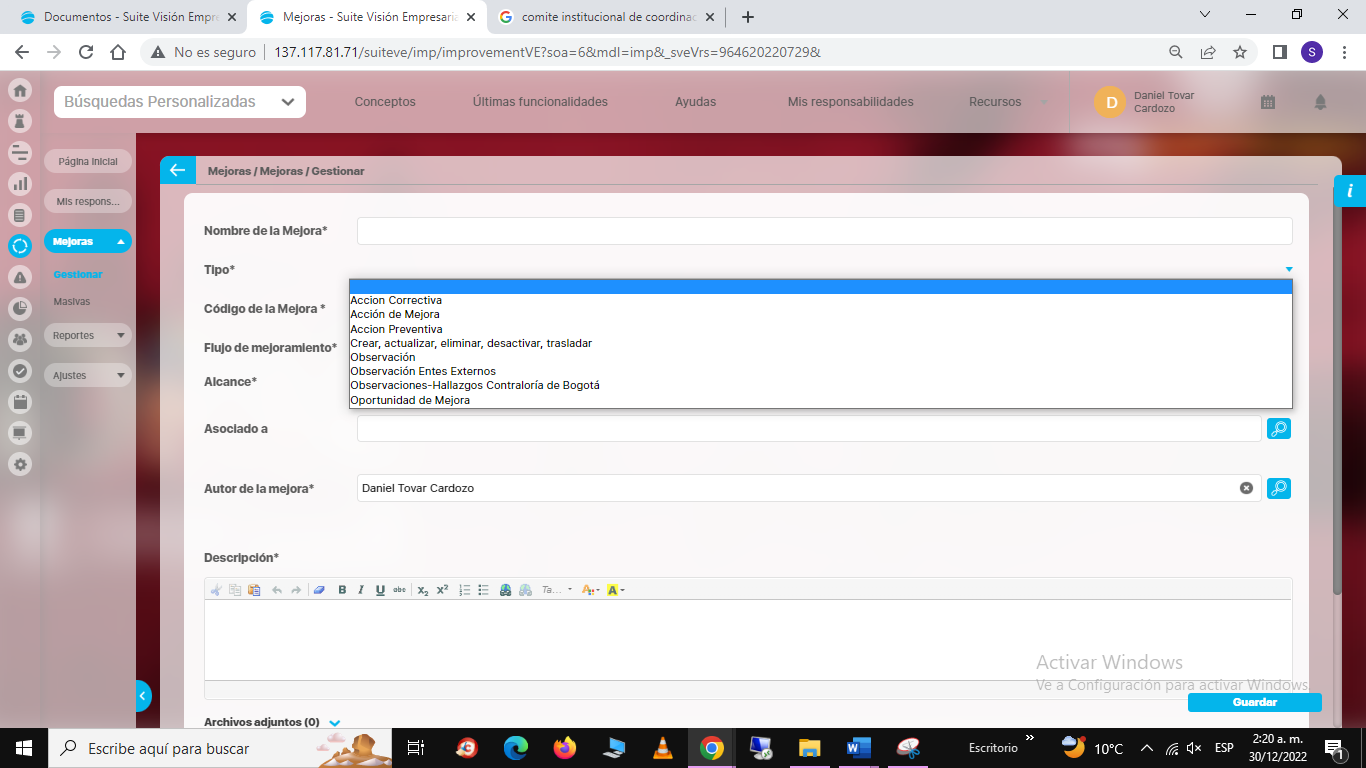 Documentos - Suite Visión Empre
Mejoras - Suite Visión Empresaria
comite institucional de coordinac
No es seguro
137.117.81.71/suiteve/imp/improvementVE?soa=6&mdl=imp&_sveVrs=964620220729&
S
Búsquedas Personalizadas
Conceptos
Últimas funcionalidades
Ayudas
Mis responsabilidades
Recursos
D
Daniel Tovar
Cardozo
Página Inicial
Mis respons...
Mejoras
Gestionar
Masivas
Reportes
Ajustes
Mejoras / Mejoras / Gestionar
i
Nombre de la Mejora*
Tipo*
Accion Correctiva
Acción de Mejora
Accion Preventiva
Crear, actualizar, eliminar, desactivar, trasladar
Observación
Observación Entes Externos
Observaciones-Hallazgos Contraloría de Bogotá
Oportunidad de Mejora
Código de la Mejora *
Flujo de mejoramiento*
Alcance*
Asociado a
Autor de la mejora*
Daniel Tovar Cardozo
Descripción*
B I U abc x2 x2 Ta... A A
Activar Windows
Ve a Configuración para activar Windows.
Guardar
Archivos adjuntos (0)
Escribe aquí para buscar
Escritorio
10°C
ESP
2:20 a. m.
30/12/2022
1